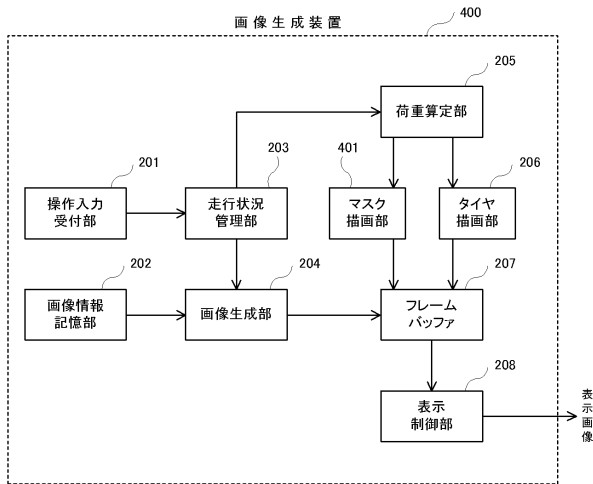 画像生成装置
400
205
荷重算定部
201
203
401
206
操作入力
受付部
走行状況
管理部
マスク
描画部
タイヤ
描画部
202
204
207
画像情報
記憶部
画像生成部
フレーム
バッファ
208
表示
制御部
表示画像